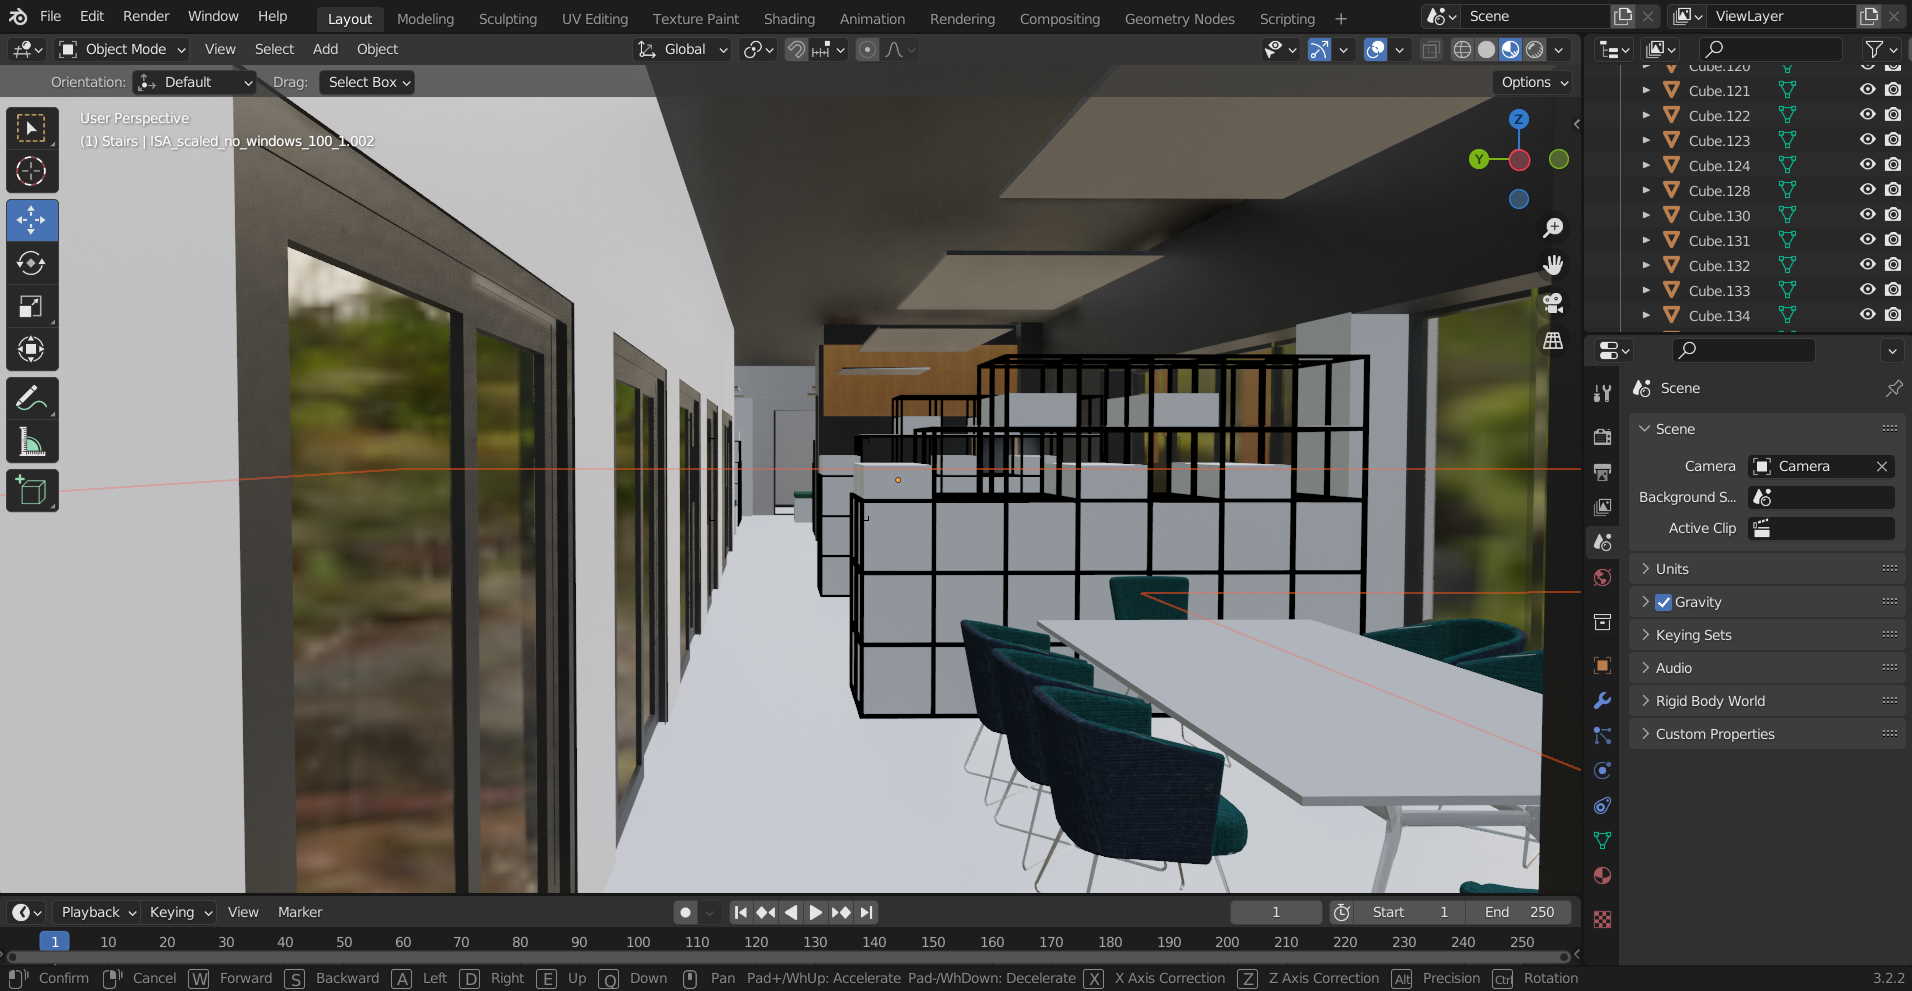 File Edit Render Window Help Layout Modeling Sculpting UV Editing Texture Paint Shading Animation Rendering Compositing Geometry Nodes Scripting + Scene ViewLayer
Object Mode View Select Add Object Global
Orientation: Default Drag: Select Box Options
User Perspective
(1) Stairs | ISA_scaled_no_windows_100_1.002
Z
Y
Cube.120
Cube.121
Cube.122
Cube.123
Cube.124
Cube.128
Cube.130
Cube.131
Cube.132
Cube.133
Cube.134
Scene
Scene
Camera Camera
Background S...
Active Clip
Units
Gravity
Keying Sets
Audio
Rigid Body World
Custom Properties
Playback Keying View Marker 1 Start 1 End 250
1 10 20 30 40 50 60 70 80 90 100 110 120 130 140 150 160 170 180 190 200 210 220 230 240 250
Confirm Cancel W Forward S Backward A Left D Right E Up Q Down Pan Pad+/WhUp: Accelerate Pad-/WhDown: Decelerate X X Axis Correction Z Z Axis Correction Alt Precision Ctrl Rotation 3.2.2